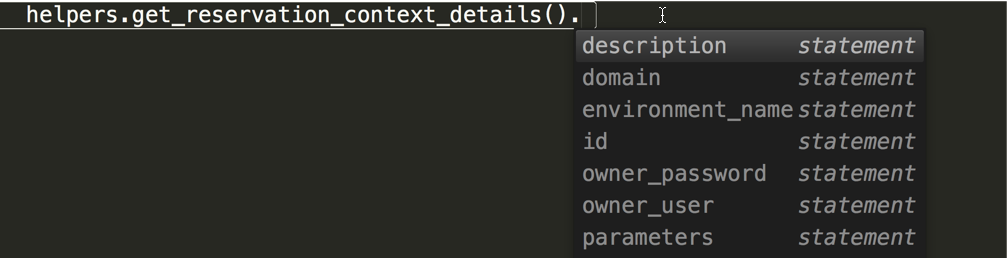 helpers.get_reservation_context_details().
description statement
domain statement
environment_name statement
id statement
owner_password statement
owner_user statement
parameters statement